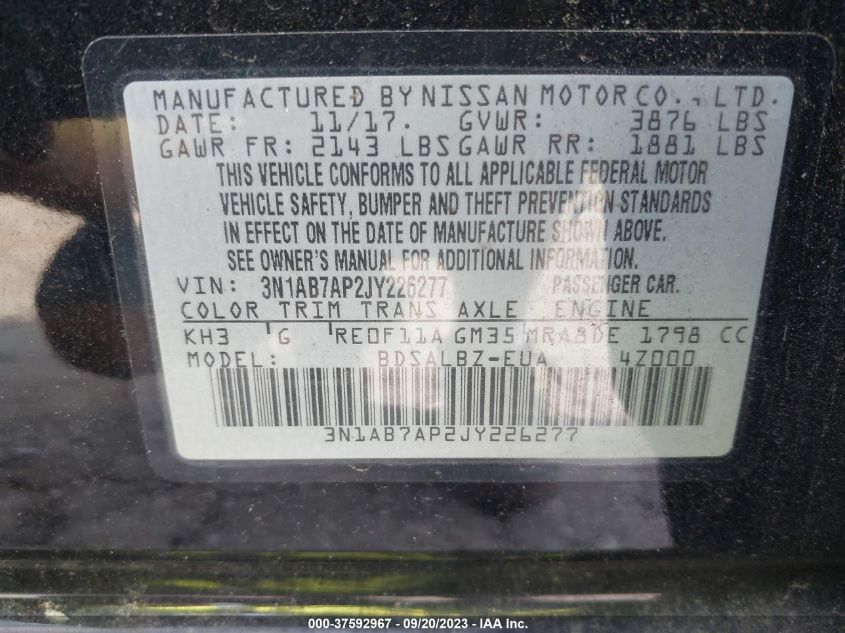 MANUFACTURED BY NISSAN MOTOR CO., LTD.
DATE: 11/17. GVWR: 3876 LBS
GAWR FR: 2143 LBS GAWR RR: 1881 LBS
THIS VEHICLE CONFORMS TO ALL APPLICABLE FEDERAL MOTOR
VEHICLE SAFETY, BUMPER AND THEFT PREVENTION STANDARDS
IN EFFECT ON THE DATE OF MANUFACTURE SHOWN ABOVE.
SEE OWNER'S MANUAL FOR ADDITIONAL INFORMATION.
VIN: 3N1AB7AP2JY226277 PASSENGER CAR.
COLOR TRIM TRANS AXLE ENGINE
KH3 G RE0F11A GM35 MRA8DE 1798 CC
MODEL: BDSALBZ-EUA 4Z000
3N1AB7AP2JY226277
000-37592967 - 09/20/2023 - IAA Inc.